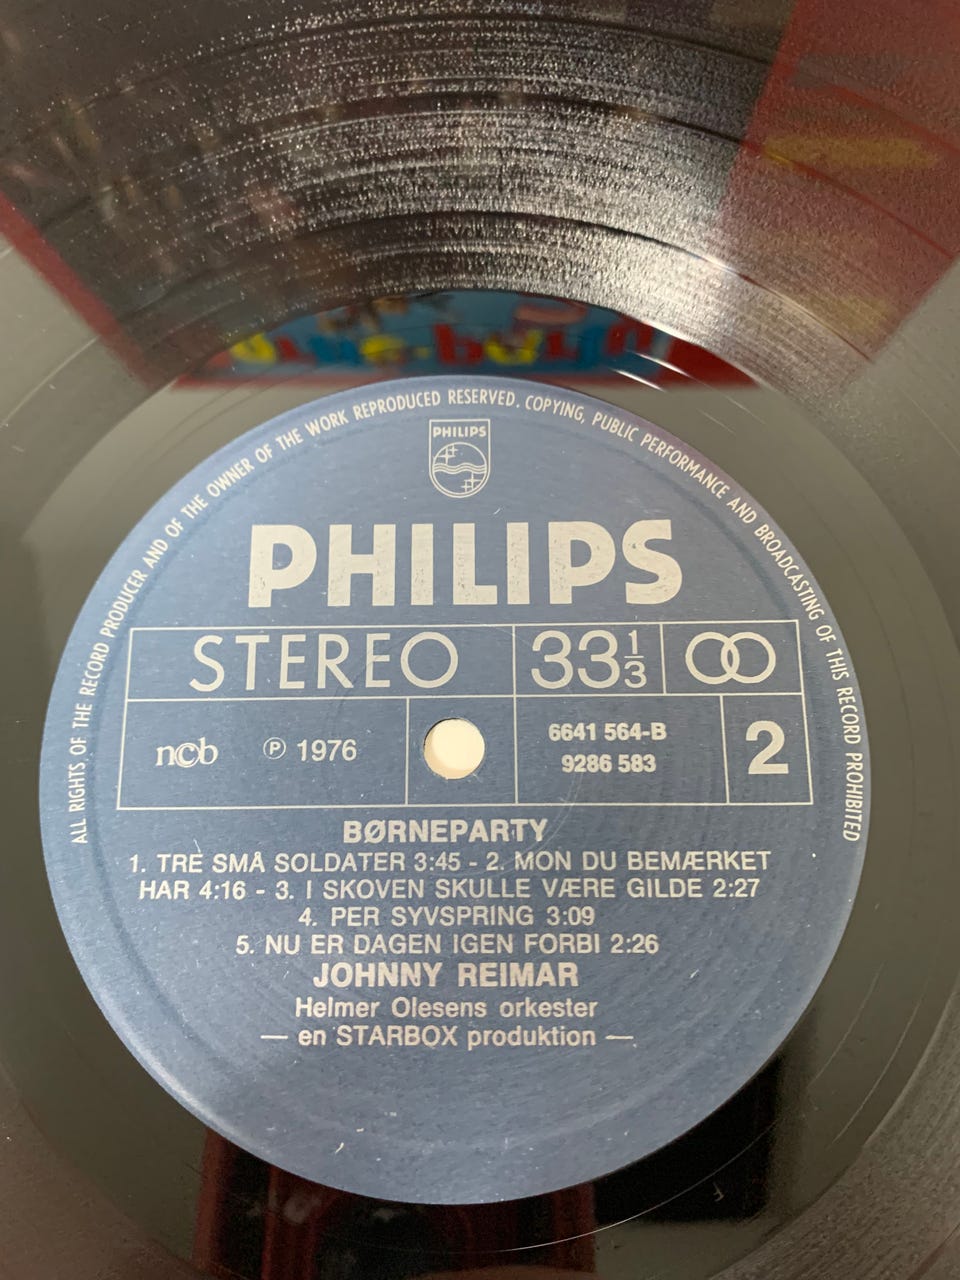 ALL RIGHTS OF THE RECORD PRODUCER AND OF THE OWNER OF THE WORK REPRODUCED RESERVED. COPYING, PUBLIC PERFORMANCE AND BROADCASTING OF THIS RECORD PROHIBITED
PHILIPS
PHILIPS
STEREO 33 1/3
ncb ℗ 1976 6641 564-B
9286 583 2
BØRNEPARTY
1. TRE SMÅ SOLDATER 3:45 - 2. MON DU BEMÆRKET
HAR 4:16 - 3. I SKOVEN SKULLE VÆRE GILDE 2:27
4. PER SYVSPRING 3:09
5. NU ER DAGEN IGEN FORBI 2:26
JOHNNY REIMAR
Helmer Olesens orkester
— en STARBOX produktion —